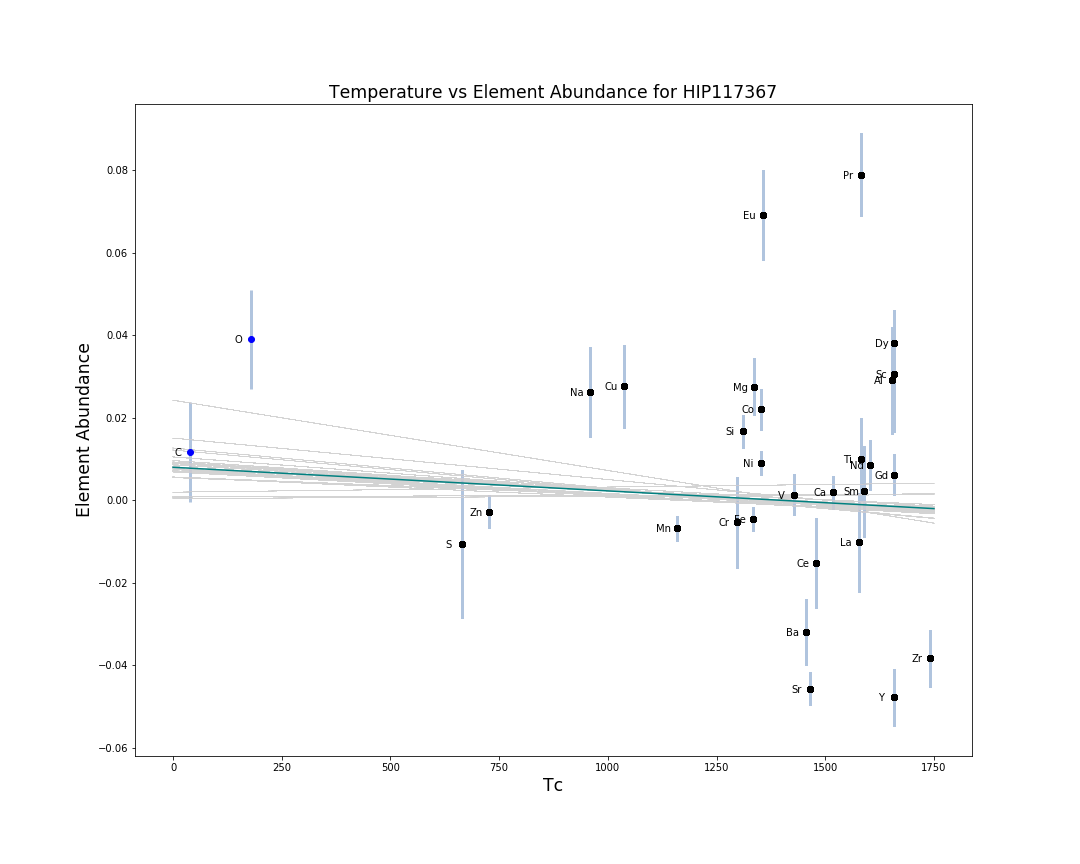 Temperature vs Element Abundance for HIP117367
Element Abundance
0.08
0.06
0.04
0.02
0.00
−0.02
−0.04
−0.06
Pr
Eu
O
Dy
Sc
Al
Na
Cu
Mg
Co
Si
C
Ni
Ti
Nd
Gd
V
Ca
Sm
Zn
Mn
Cr
Fe
S
La
Ce
Ba
Zr
Sr
Y
0
250
500
750
1000
1250
1500
1750
Tc